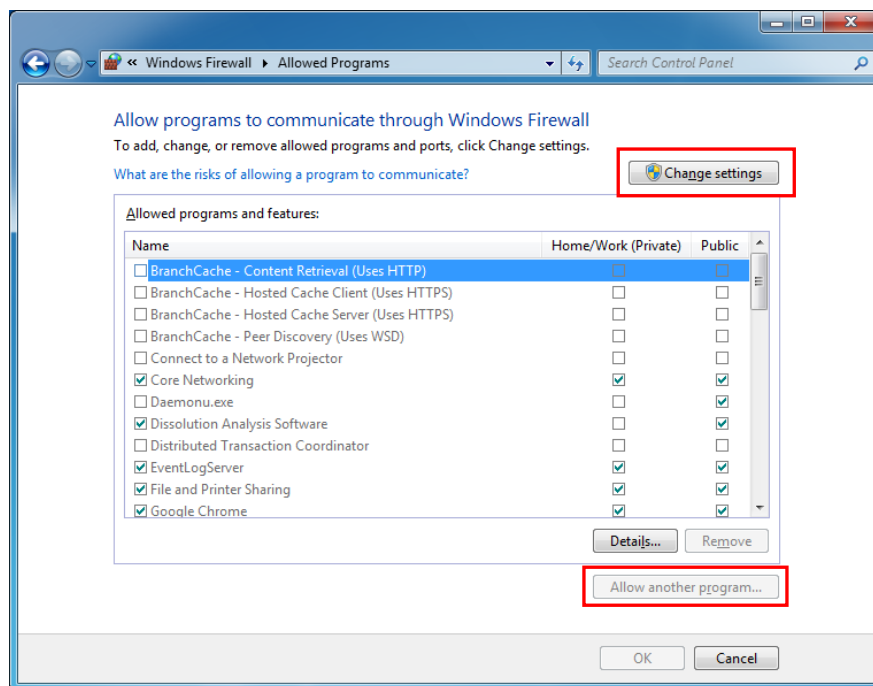 « Windows Firewall ▸ Allowed Programs
Search Control Panel
Allow programs to communicate through Windows Firewall
To add, change, or remove allowed programs and ports, click Change settings.
What are the risks of allowing a program to communicate?
Change settings
Allowed programs and features:
Name Home/Work (Private) Public
BranchCache - Content Retrieval (Uses HTTP)
BranchCache - Hosted Cache Client (Uses HTTPS)
BranchCache - Hosted Cache Server (Uses HTTPS)
BranchCache - Peer Discovery (Uses WSD)
Connect to a Network Projector
Core Networking
Daemonu.exe
Dissolution Analysis Software
Distributed Transaction Coordinator
EventLogServer
File and Printer Sharing
Google Chrome
Details... Remove
Allow another program...
OK Cancel